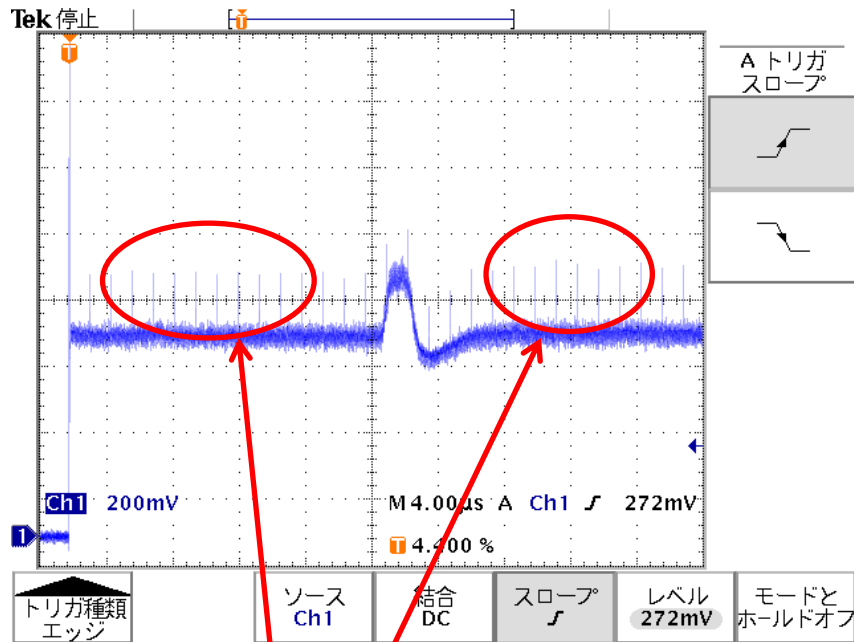 Tek 停止
T
T
A トリガ
スロープ
Ch1 200mV
M 4.00µs A Ch1 272mV
1
T 4.400 %
トリガ種類
エッジ
ソース
Ch1
結合
DC
スロープ
レベル
272mV
モードと
ホールドオフ